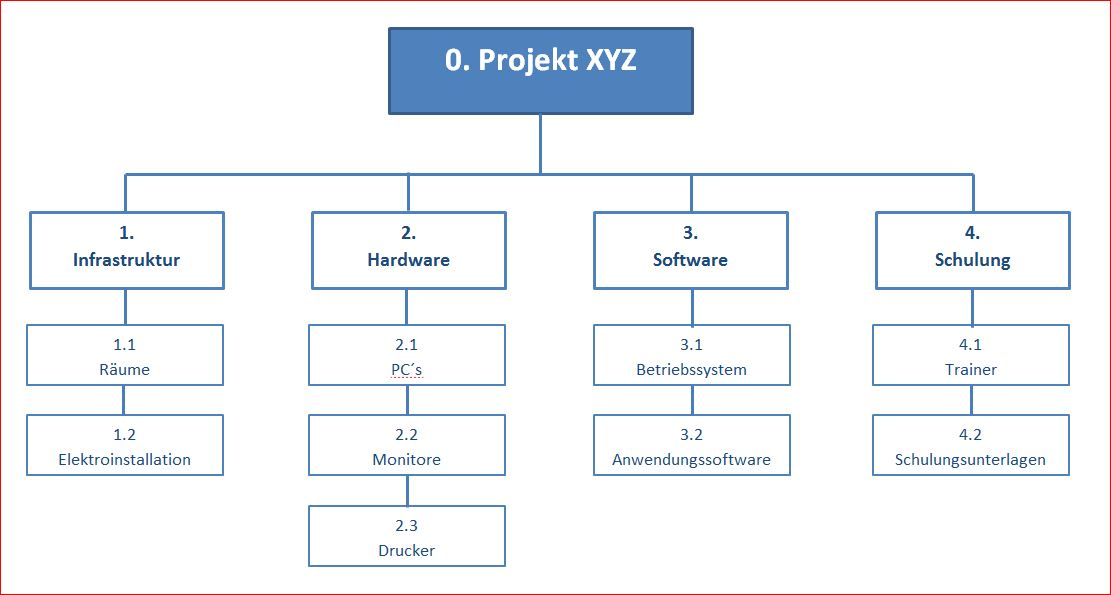 0. Projekt XYZ
1.
Infrastruktur
2.
Hardware
3.
Software
4.
Schulung
1.1
Räume
2.1
PC´s
3.1
Betriebssystem
4.1
Trainer
1.2
Elektroinstallation
2.2
Monitore
3.2
Anwendungssoftware
4.2
Schulungsunterlagen
2.3
Drucker